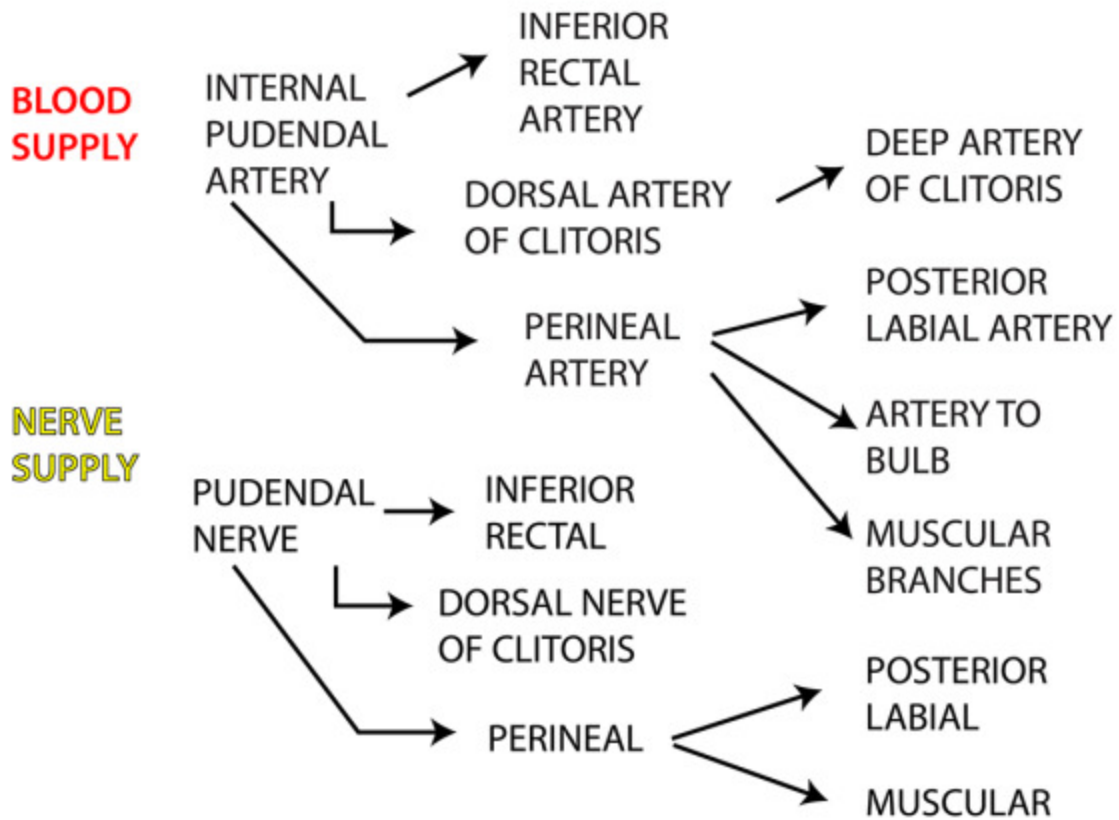 BLOOD
SUPPLY
INTERNAL
PUDENDAL
ARTERY
INFERIOR
RECTAL
ARTERY
DORSAL ARTERY
OF CLITORIS
DEEP ARTERY
OF CLITORIS
PERINEAL
ARTERY
POSTERIOR
LABIAL ARTERY
ARTERY TO
BULB
MUSCULAR
BRANCHES
NERVE
SUPPLY
PUDENDAL
NERVE
INFERIOR
RECTAL
DORSAL NERVE
OF CLITORIS
PERINEAL
POSTERIOR
LABIAL
MUSCULAR